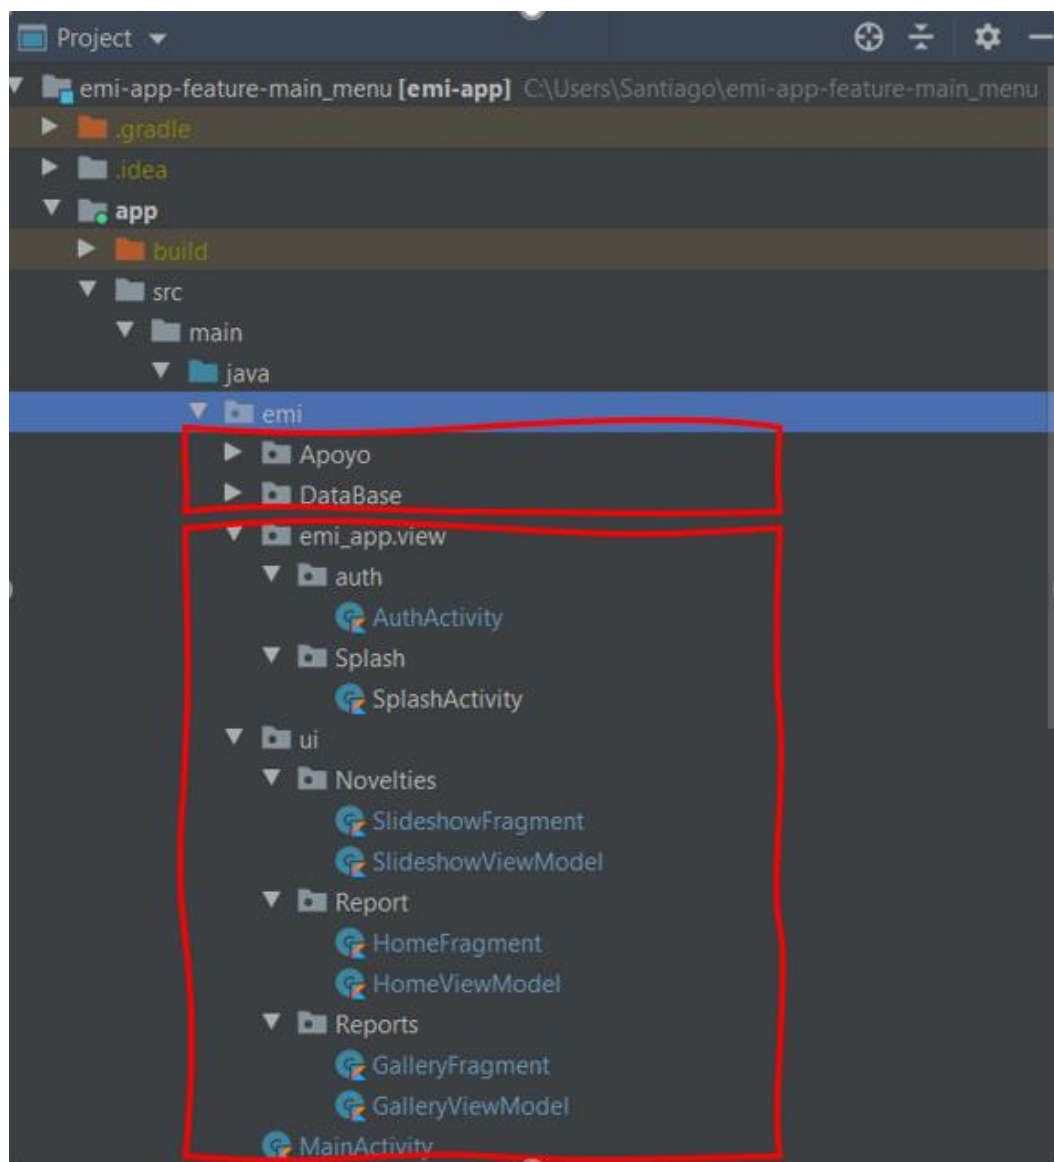 Project
emi-app-feature-main_menu [emi-app] C:\Users\Santiago\emi-app-feature-main_menu
.gradle
.idea
app
build
src
main
java
emi
Apoyo
DataBase
emi_app.view
auth
AuthActivity
Splash
SplashActivity
ui
Novelties
SlideshowFragment
SlideshowViewModel
Report
HomeFragment
HomeViewModel
Reports
GalleryFragment
GalleryViewModel
MainActivity